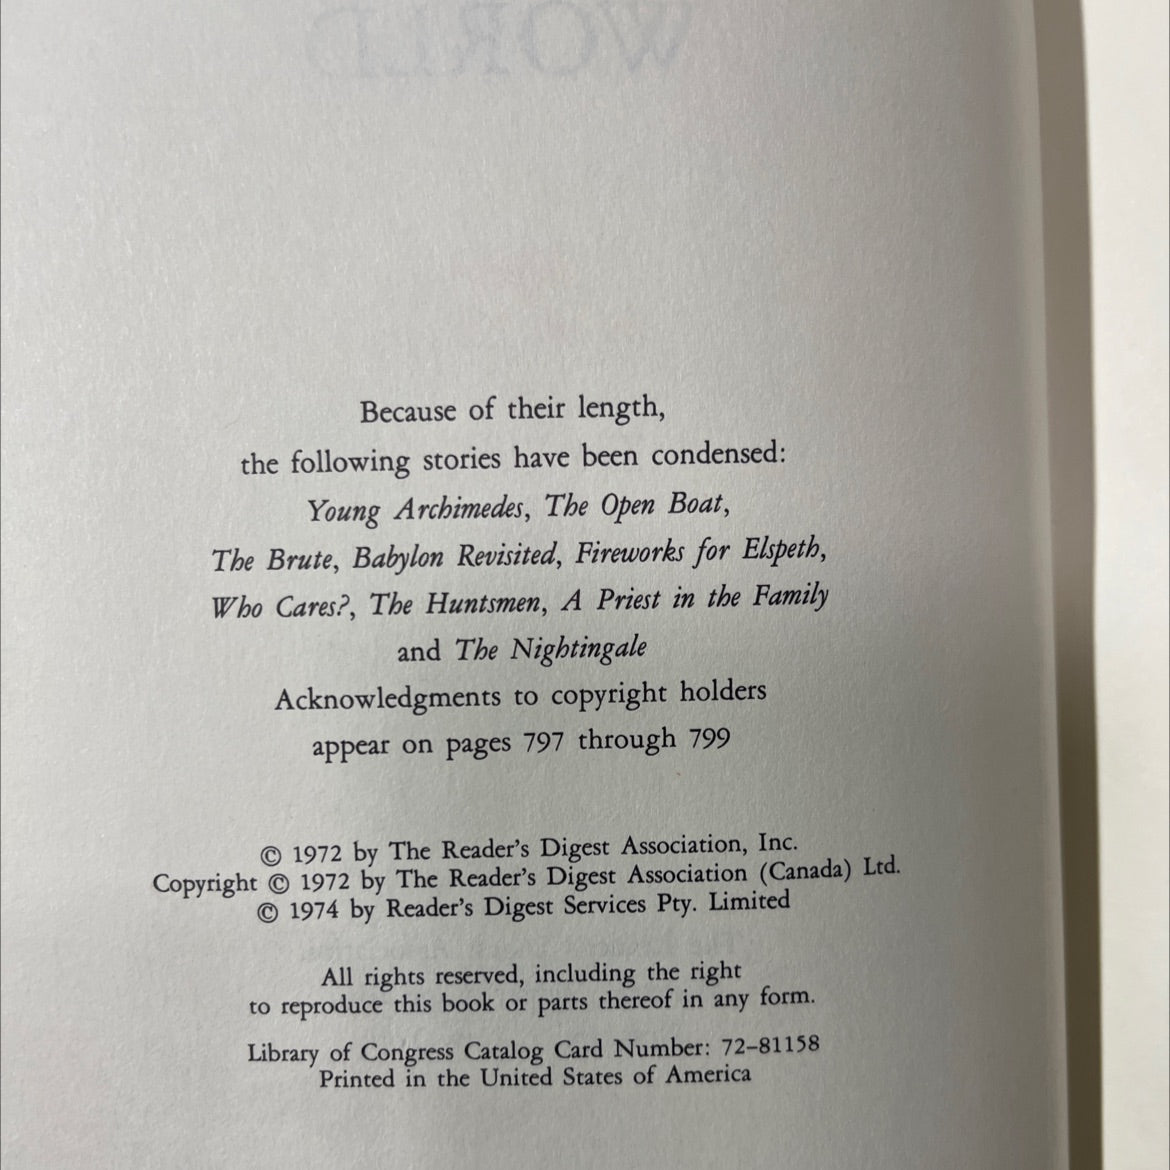 WORLD
Because of their length,
the following stories have been condensed:
Young Archimedes, The Open Boat,
The Brute, Babylon Revisited, Fireworks for Elspeth,
Who Cares?, The Huntsmen, A Priest in the Family
and The Nightingale
Acknowledgments to copyright holders
appear on pages 797 through 799
© 1972 by The Reader's Digest Association, Inc.
Copyright © 1972 by The Reader's Digest Association (Canada) Ltd.
© 1974 by Reader's Digest Services Pty. Limited
All rights reserved, including the right
to reproduce this book or parts thereof in any form.
Library of Congress Catalog Card Number: 72-81158
Printed in the United States of America